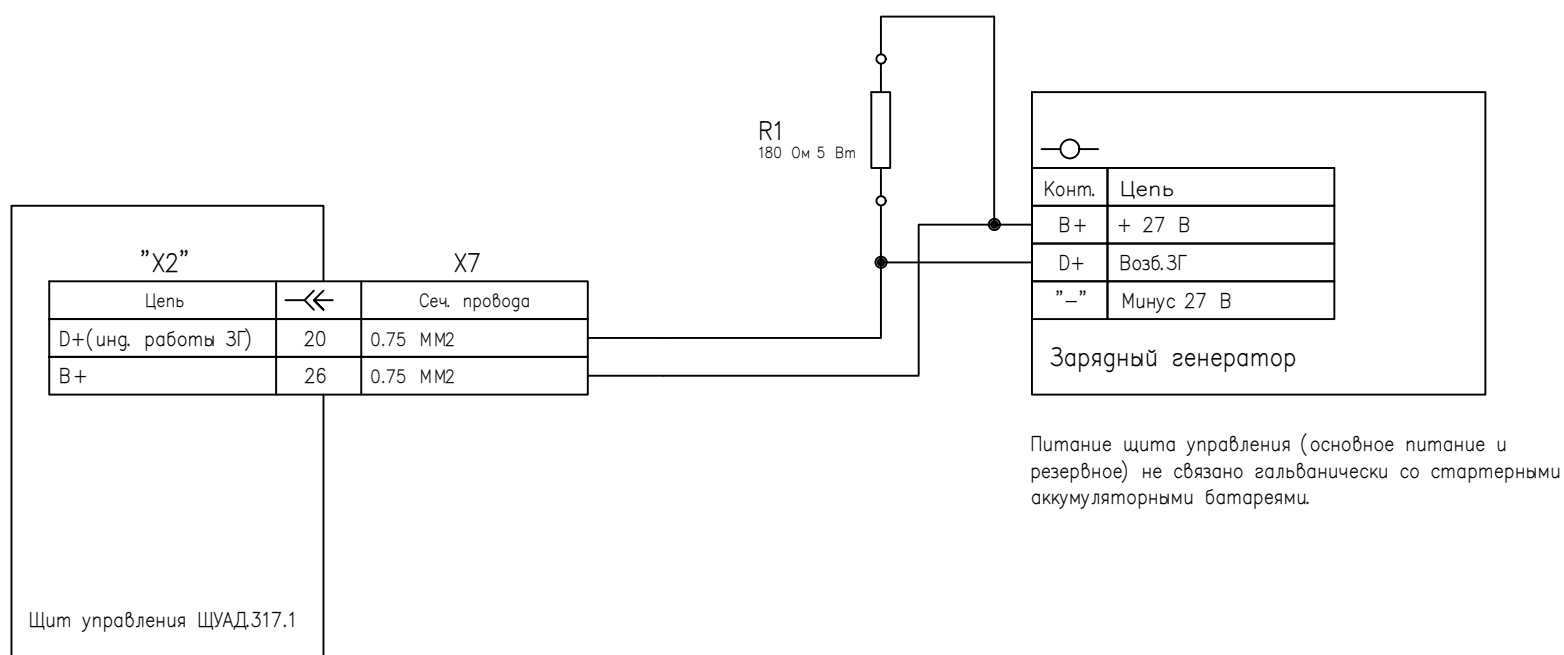 R1
180 Ом 5 Вт
Конт. Цепь
B+ + 27 В
D+ Возб.ЗГ
"–" Минус 27 В
Зарядный генератор
"X2" X7
Цепь Сеч. провода
D+(инд. работы ЗГ) 20 0.75 ММ2
B+ 26 0.75 ММ2
Питание щита управления (основное питание и
резервное) не связано гальванически со стартерными
аккумуляторными батареями.
Щит управления ЩУАД.317.1